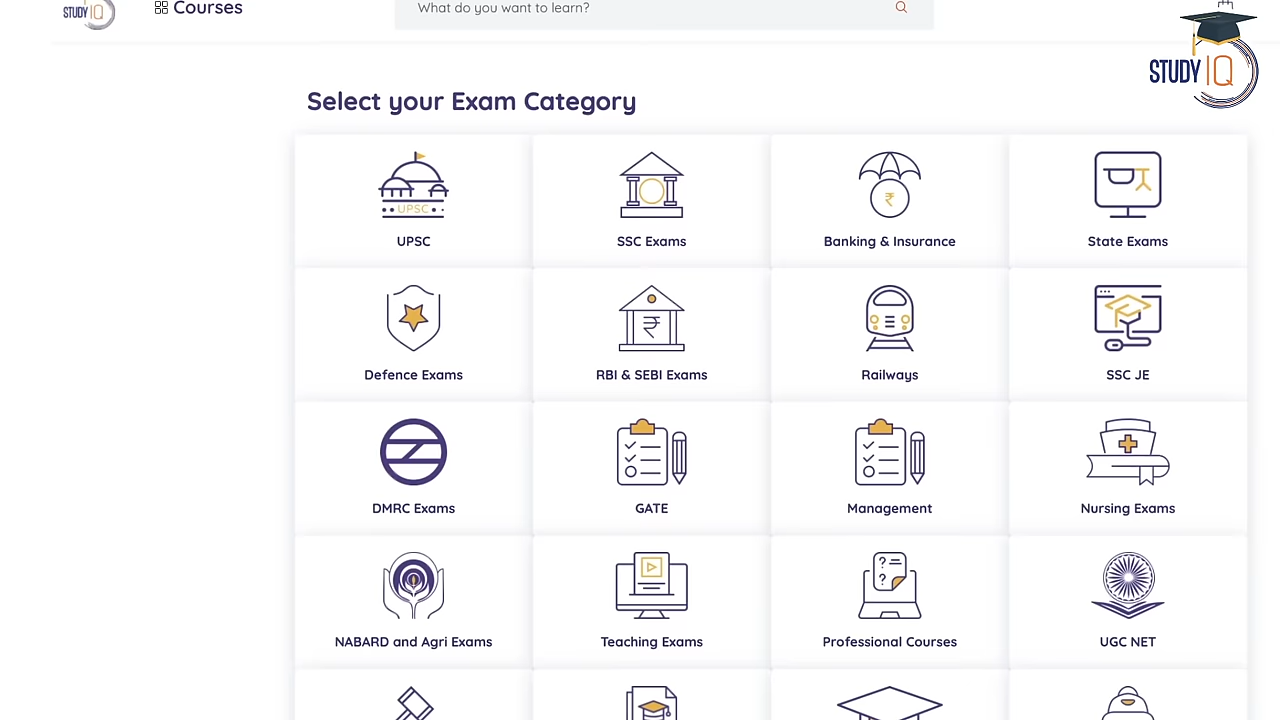 STUDY IQ
Courses
What do you want to learn?
STUDY IQ
Select your Exam Category
UPSC
UPSC
SSC Exams
₹
Banking & Insurance
State Exams
Defence Exams
₹
RBI & SEBI Exams
Railways
SSC JE
DMRC Exams
GATE
Management
Nursing Exams
NABARD and Agri Exams
Teaching Exams
? =
?
Professional Courses
UGC NET